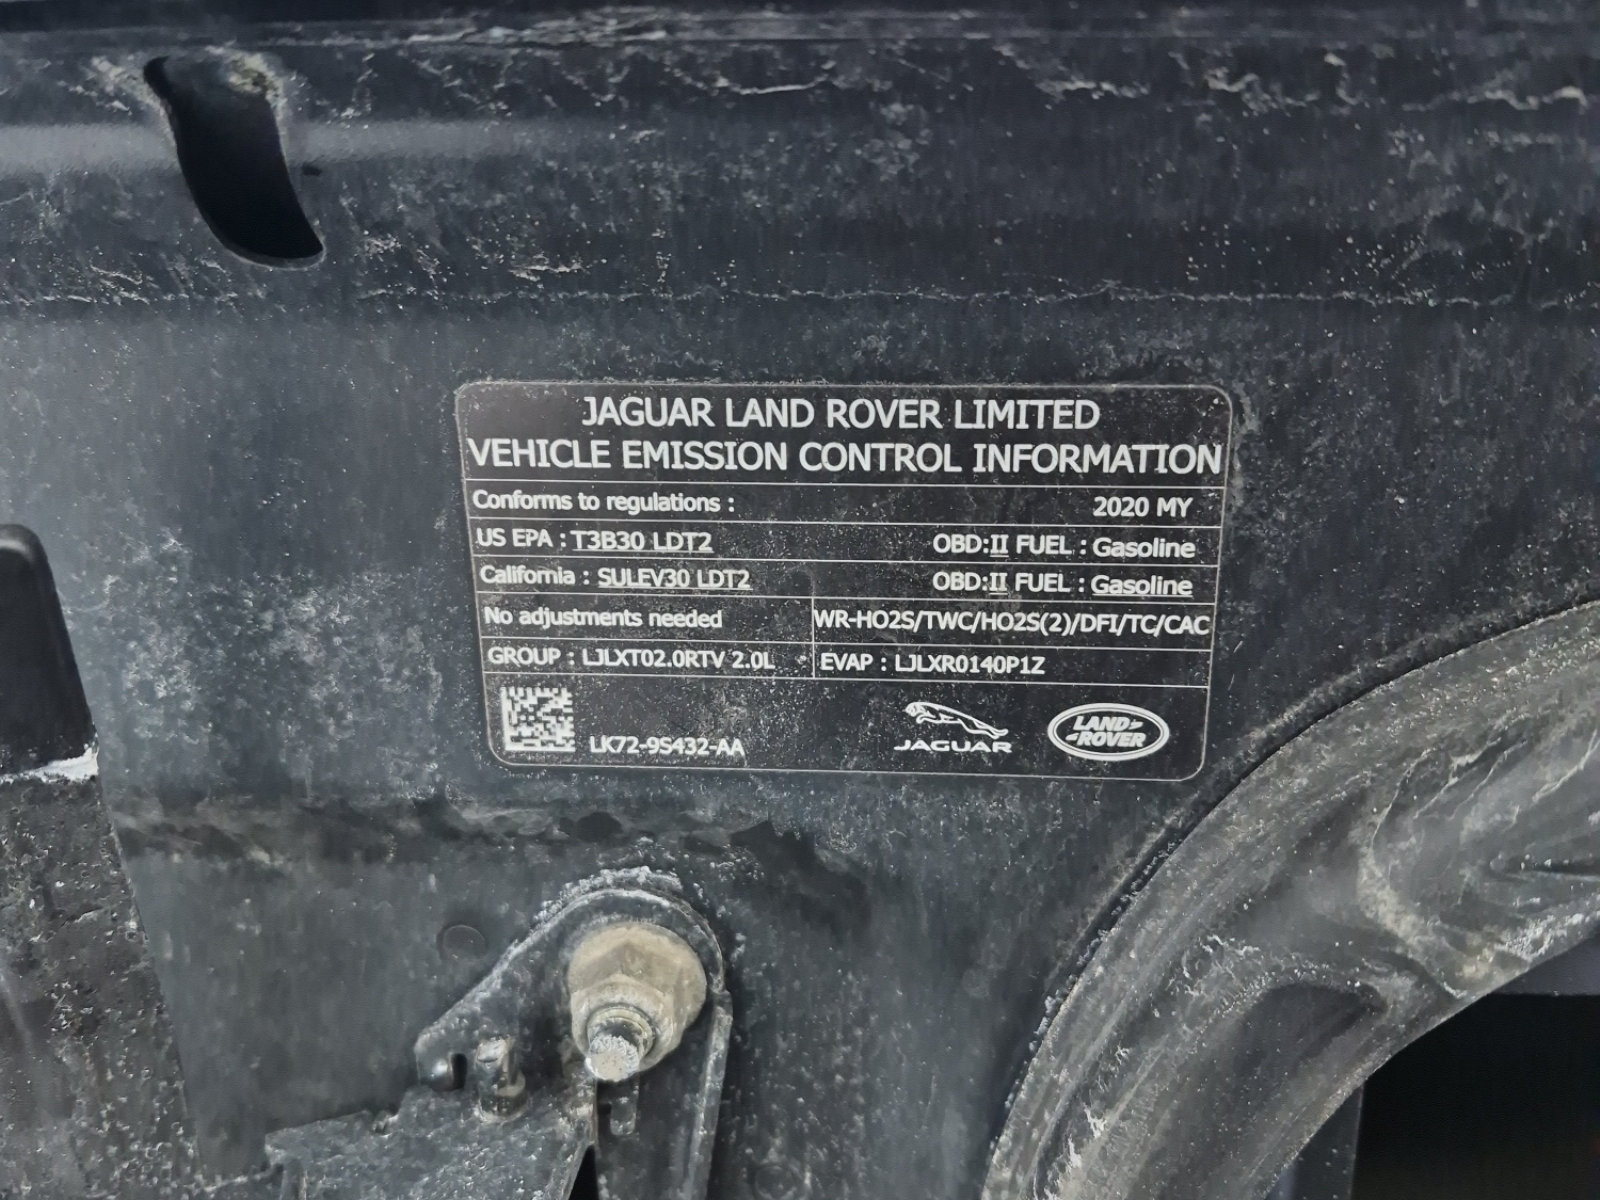 JAGUAR LAND ROVER LIMITED
VEHICLE EMISSION CONTROL INFORMATION
Conforms to regulations : 2020 MY
US EPA : T3B30 LDT2 OBD:II FUEL : Gasoline
California : SULEV30 LDT2 OBD:II FUEL : Gasoline
No adjustments needed WR-HO2S/TWC/HO2S(2)/DFI/TC/CAC
GROUP : LJLXT02.0RTV 2.0L EVAP : LJLXR0140P1Z
LK72-9S432-AA
JAGUAR
LAND
ROVER